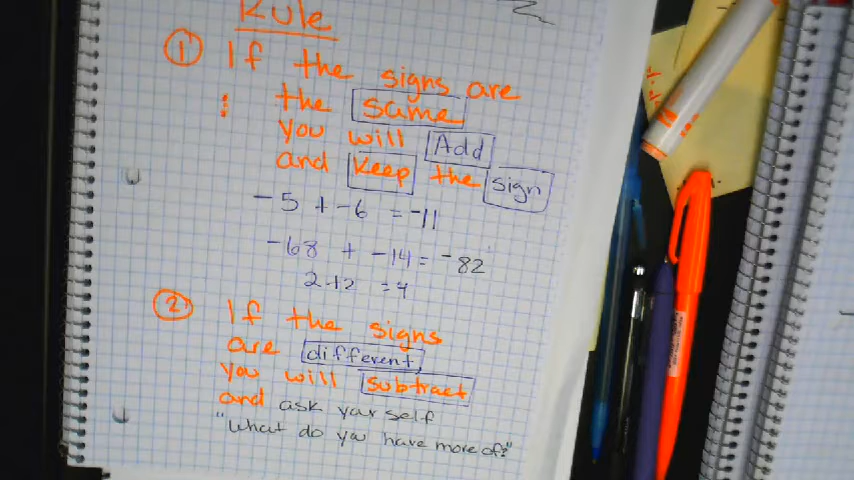 Rule
① If the signs are
: the same
you will Add
and keep the sign
-5 + -6 = -11
-68 + -14 = -82
2+2 = 4
② If the signs
are different,
you will subtract
and ask yourself
"What do you have more of?"